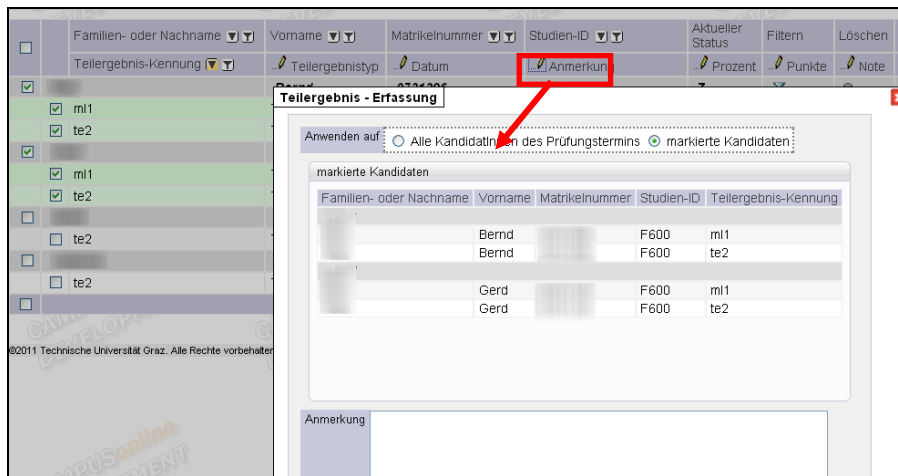 Familien- oder Nachname Vorname Matrikelnummer Studien-ID Aktueller Status Filtern Löschen
Teilergebnis-Kennung Teilergebnistyp Datum Anmerkung Prozent Punkte Note
ml1
te2
ml1
te2
te2
te2
©2011 Technische Universität Graz. Alle Rechte vorbehalten
CAMPUSonline
DEVELOPMENT
Teilergebnis - Erfassung
Anwenden auf Alle KandidatInnen des Prüfungstermins markierte Kandidaten
markierte Kandidaten
Familien- oder Nachname Vorname Matrikelnummer Studien-ID Teilergebnis-Kennung
Bernd F600 ml1
Bernd F600 te2
Gerd F600 ml1
Gerd F600 te2
Anmerkung